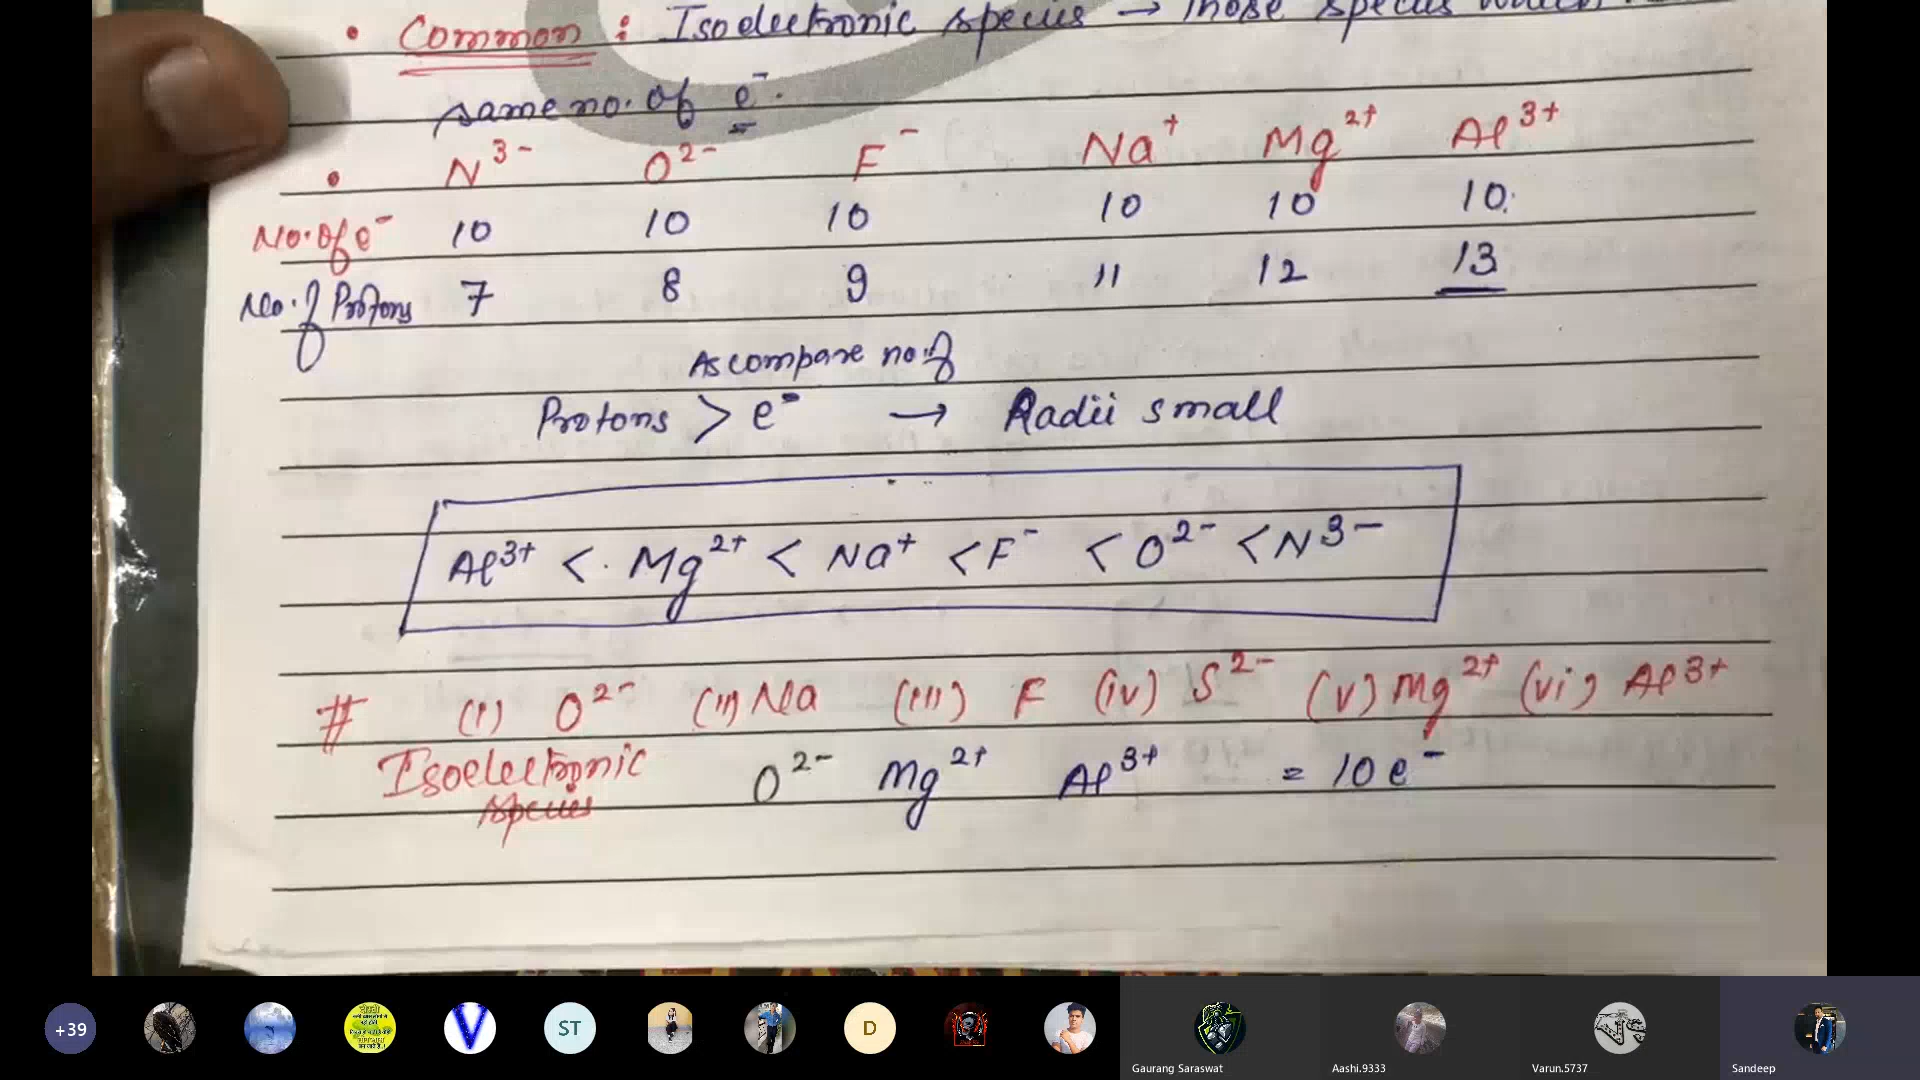 • Common : Isoelectronic species → Those species which
same no. of e⁻.
• N³⁻ O²⁻ F⁻ Na⁺ Mg²⁺ Al³⁺
No. of e⁻ 10 10 10 10 10 10
No. of Protons 7 8 9 11 12 13
As compare no. of
Protons > e⁻ → Radii small
Al³⁺ < Mg²⁺ < Na⁺ < F⁻ < O²⁻ < N³⁻
# (i) O²⁻ (ii) Na (iii) F (iv) S²⁻ (v) Mg²⁺ (vi) Al³⁺
Isoelectronic O²⁻ Mg²⁺ Al³⁺ = 10 e⁻
species
+39 V ST D
Gaurang Saraswat Aashi.9333 Varun.5737 Sandeep